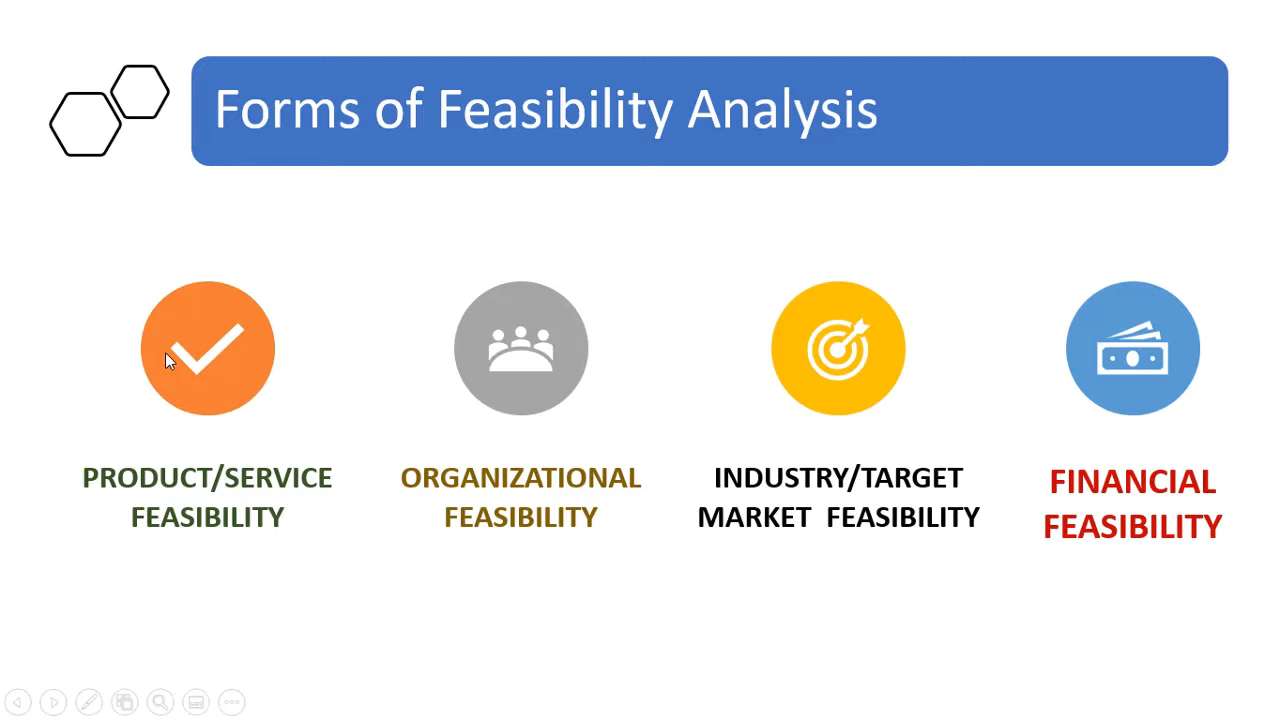 Forms of Feasibility Analysis
PRODUCT/SERVICE
FEASIBILITY
ORGANIZATIONAL
FEASIBILITY
INDUSTRY/TARGET
MARKET FEASIBILITY
FINANCIAL
FEASIBILITY